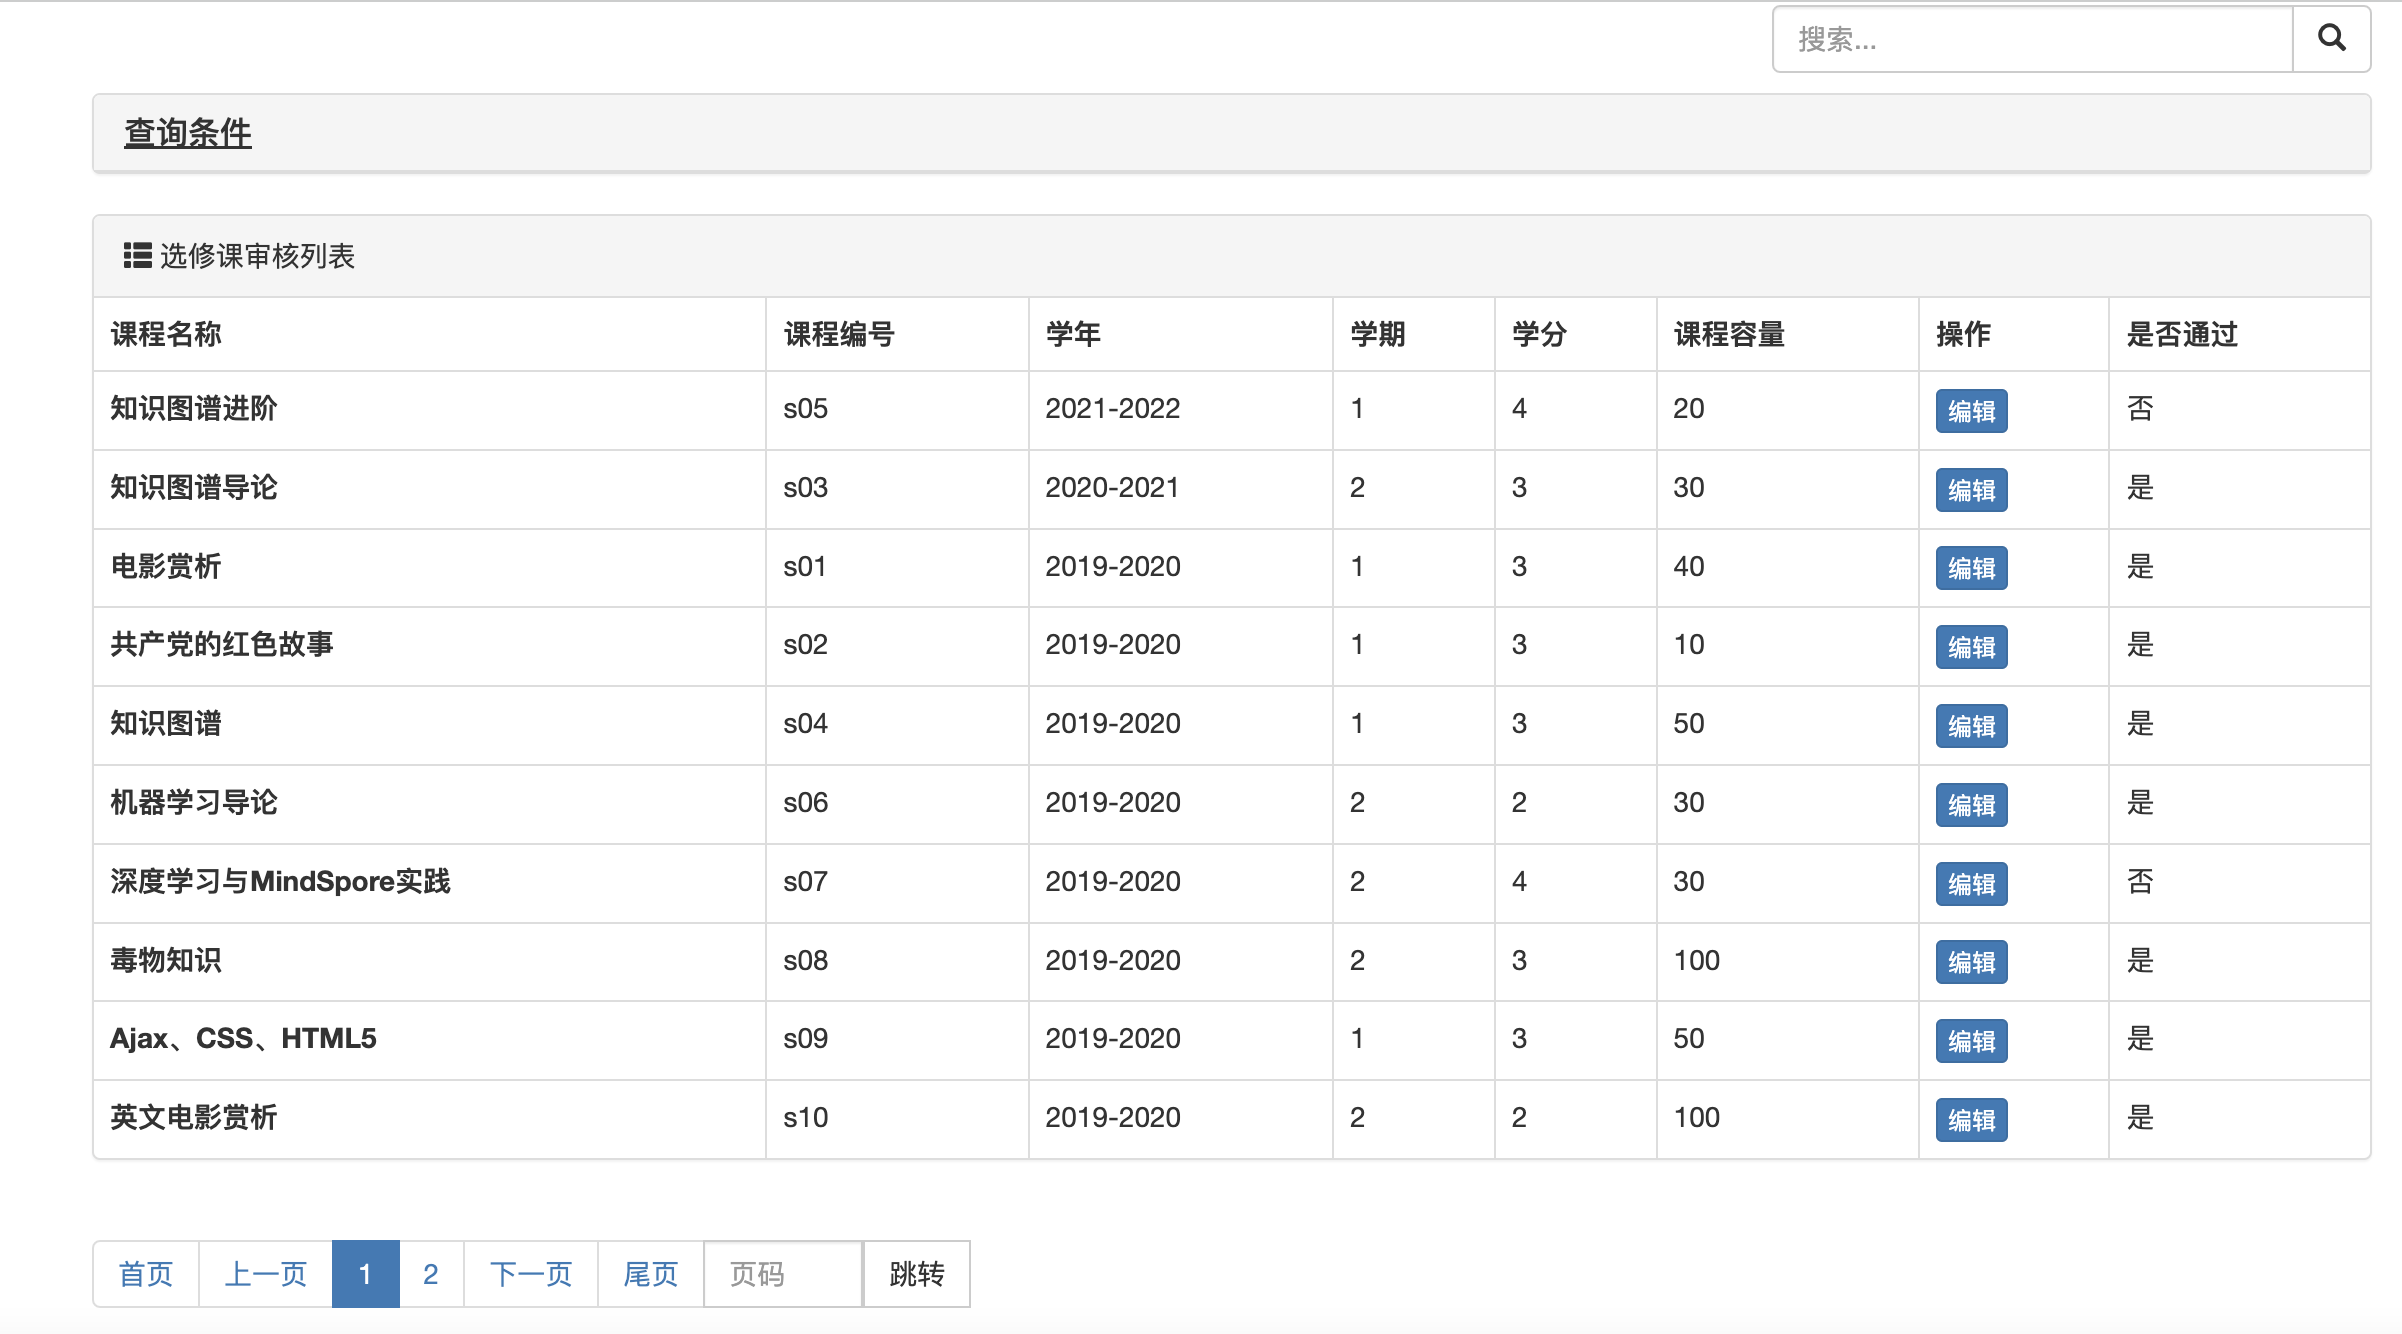 搜索...
查询条件
选修课审核列表
课程名称 课程编号 学年 学期 学分 课程容量 操作 是否通过
知识图谱进阶 s05 2021-2022 1 4 20 编辑 否
知识图谱导论 s03 2020-2021 2 3 30 编辑 是
电影赏析 s01 2019-2020 1 3 40 编辑 是
共产党的红色故事 s02 2019-2020 1 3 10 编辑 是
知识图谱 s04 2019-2020 1 3 50 编辑 是
机器学习导论 s06 2019-2020 2 2 30 编辑 是
深度学习与MindSpore实践 s07 2019-2020 2 4 30 编辑 否
毒物知识 s08 2019-2020 2 3 100 编辑 是
Ajax、CSS、HTML5 s09 2019-2020 1 3 50 编辑 是
英文电影赏析 s10 2019-2020 2 2 100 编辑 是
首页 上一页 1 2 下一页 尾页 页码 跳转